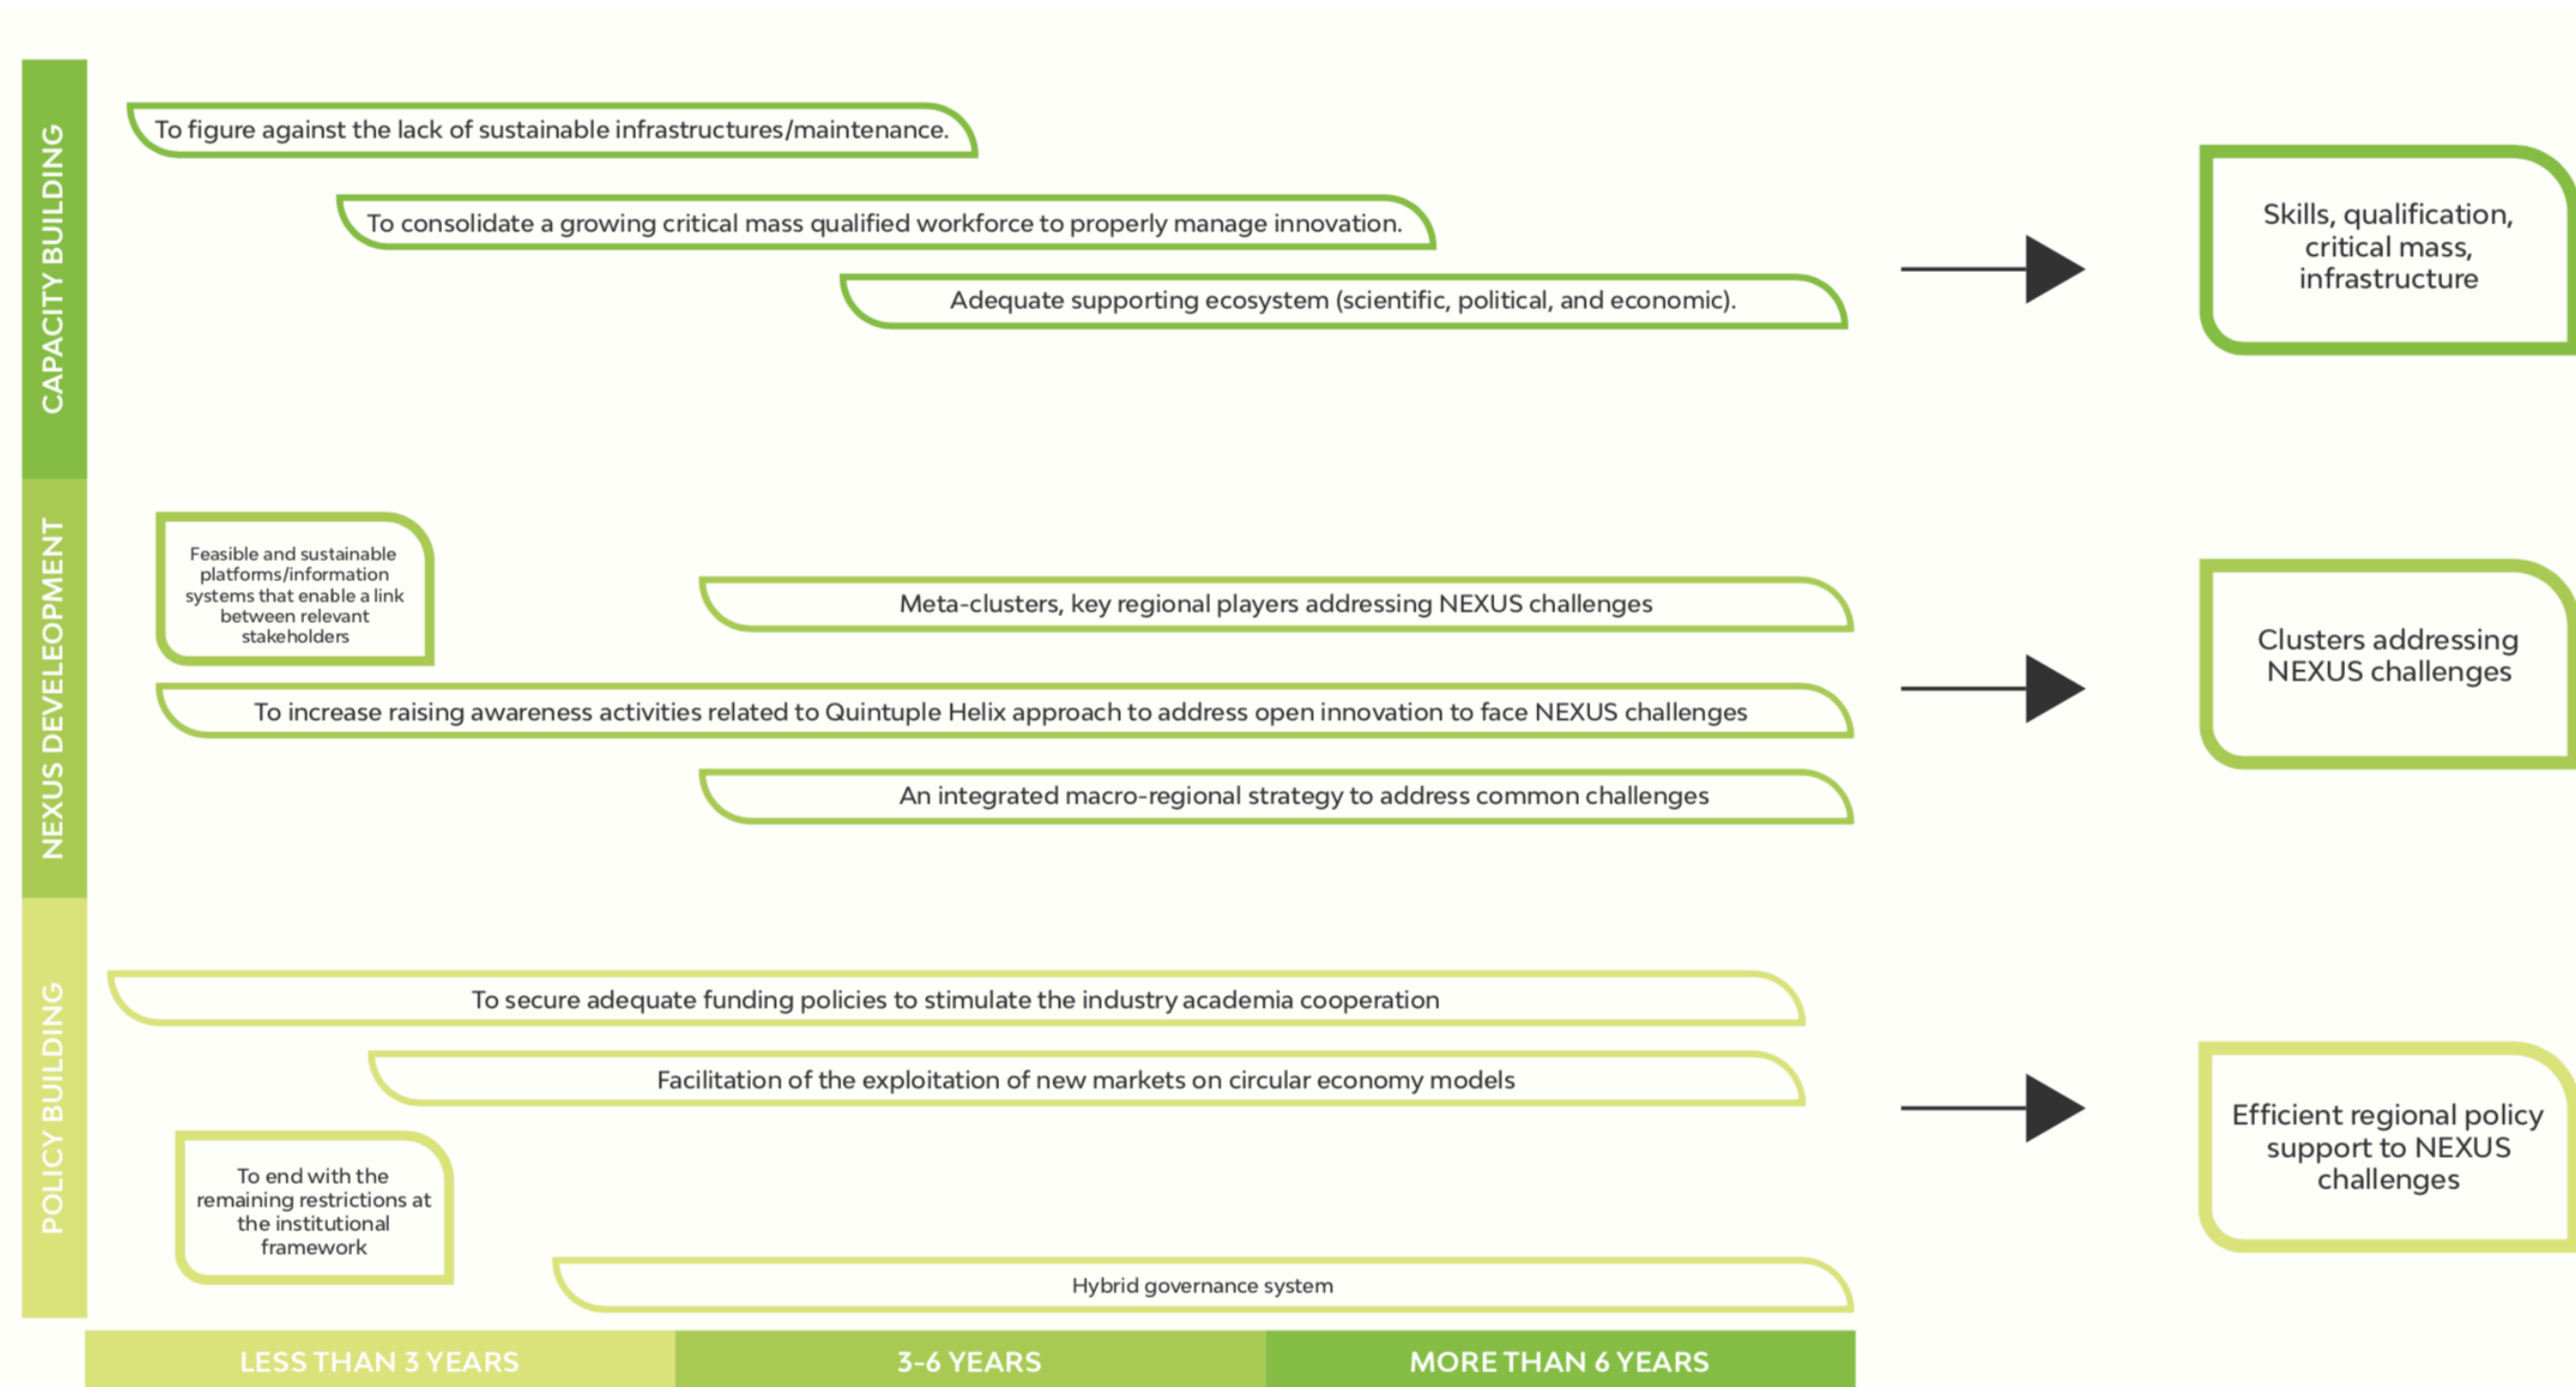 CAPACITY BUILDING
To figure against the lack of sustainable infrastructures/maintenance.
To consolidate a growing critical mass qualified workforce to properly manage innovation.
Adequate supporting ecosystem (scientific, political, and economic).
Skills, qualification,
critical mass,
infrastructure
NEXUS DEVELEOPMENT
Feasible and sustainable
platforms/information
systems that enable a link
between relevant
stakeholders
Meta-clusters, key regional players addressing NEXUS challenges
To increase raising awareness activities related to Quintuple Helix approach to address open innovation to face NEXUS challenges
An integrated macro-regional strategy to address common challenges
Clusters addressing
NEXUS challenges
POLICY BUILDING
To secure adequate funding policies to stimulate the industry academia cooperation
Facilitation of the exploitation of new markets on circular economy models
To end with the
remaining restrictions at
the institutional
framework
Hybrid governance system
Efficient regional policy
support to NEXUS
challenges
LESS THAN 3 YEARS
3-6 YEARS
MORE THAN 6 YEARS